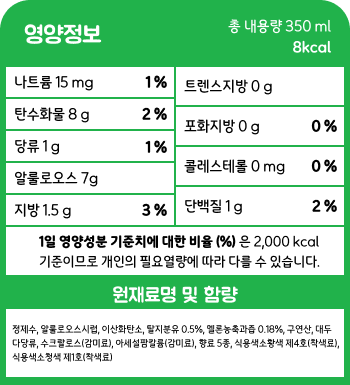 영양정보
총 내용량 350 ml
8kcal
나트륨 15 mg 1%
탄수화물 8 g 2%
당류 1 g 1%
알룰로오스 7g
지방 1.5 g 3%
트렌스지방 0 g
포화지방 0 g 0%
콜레스테롤 0 mg 0%
단백질 1 g 2%
1일 영양성분 기준치에 대한 비율 (%) 은 2,000 kcal
기준이므로 개인의 필요열량에 따라 다를 수 있습니다.
원재료명 및 함량
정제수, 알룰로오스시럽, 이산화탄소, 탈지분유 0.5%, 멜론농축과즙 0.18%, 구연산, 대두
다당류, 수크랄로스(감미료), 아세설팜칼륨(감미료), 향료 5종, 식용색소황색 제4호(착색료),
식용색소청색 제1호(착색료)